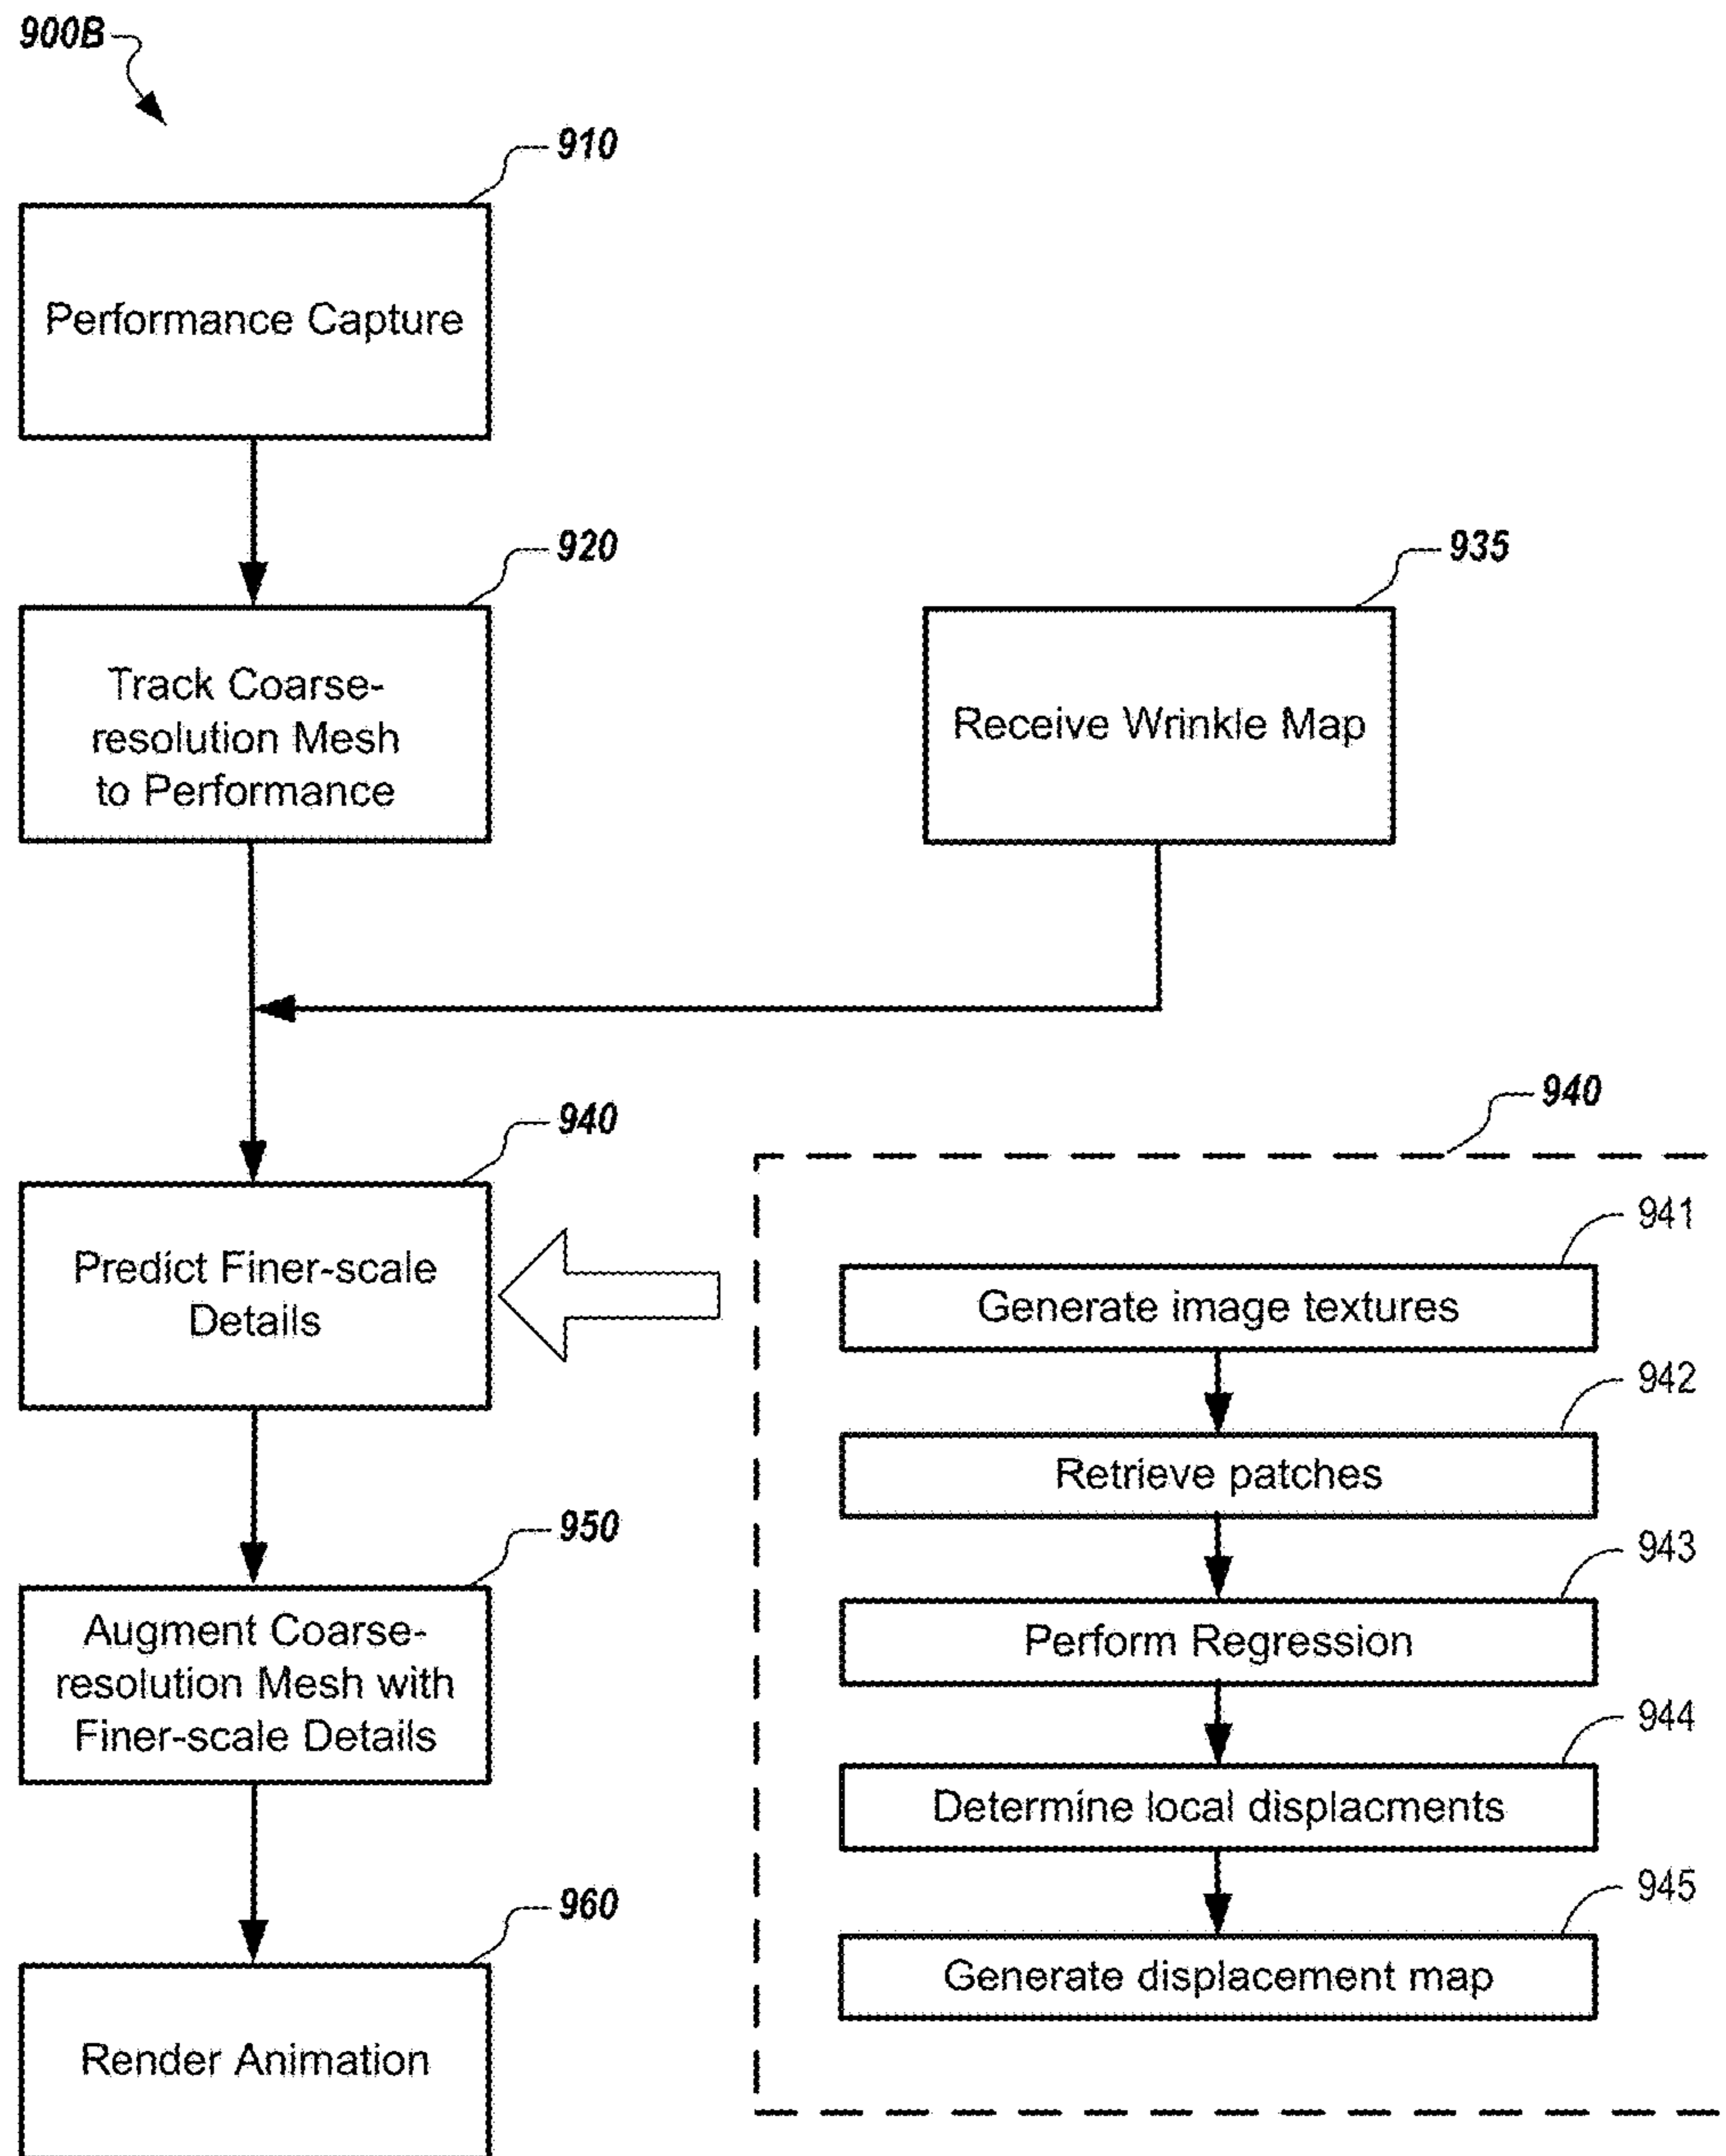 900B
910
Performance Capture
920
Track Coarse-
resolution Mesh
to Performance
935
Receive Wrinkle Map
940
Predict Finer-scale
Details
950
Augment Coarse-
resolution Mesh with
Finer-scale Details
960
Render Animation
940
941
Generate image textures
942
Retrieve patches
943
Perform Regression
944
Determine local displacments
945
Generate displacement map